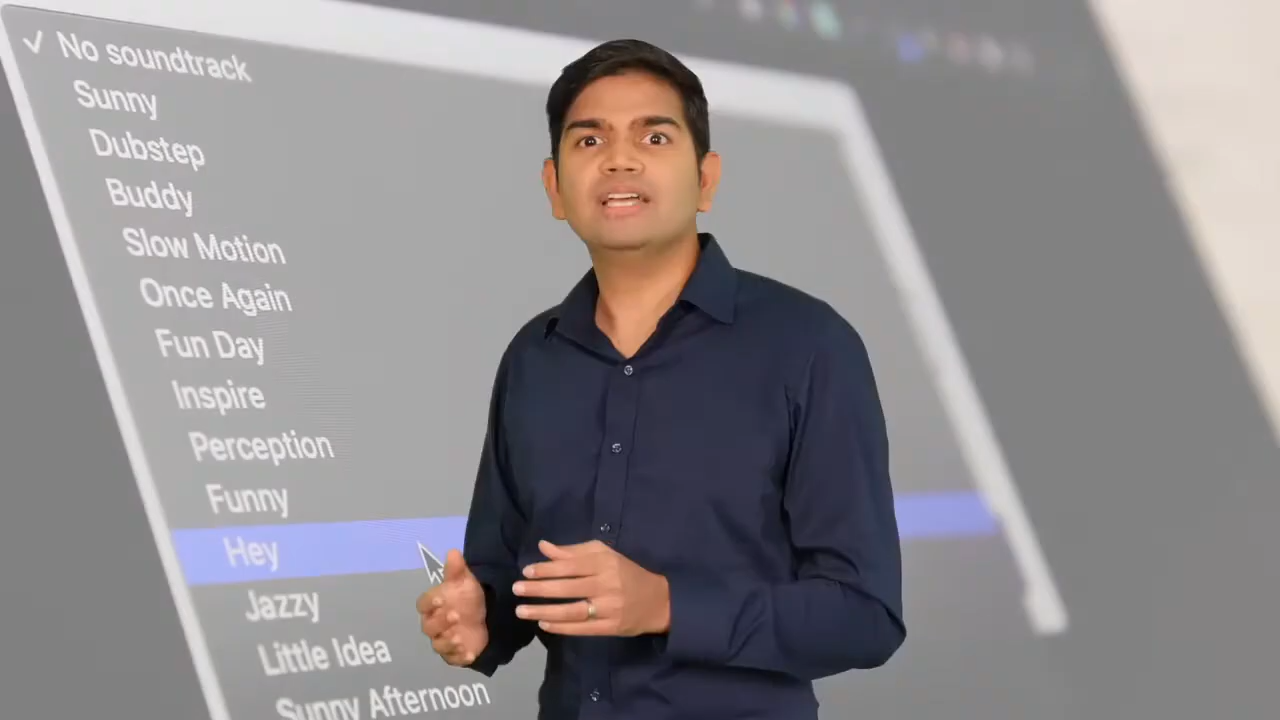 ✓ No soundtrack
Sunny
Dubstep
Buddy
Slow Motion
Once Again
Fun Day
Inspire
Perception
Funny
Hey
Jazzy
Little Idea
Sunny Afternoon